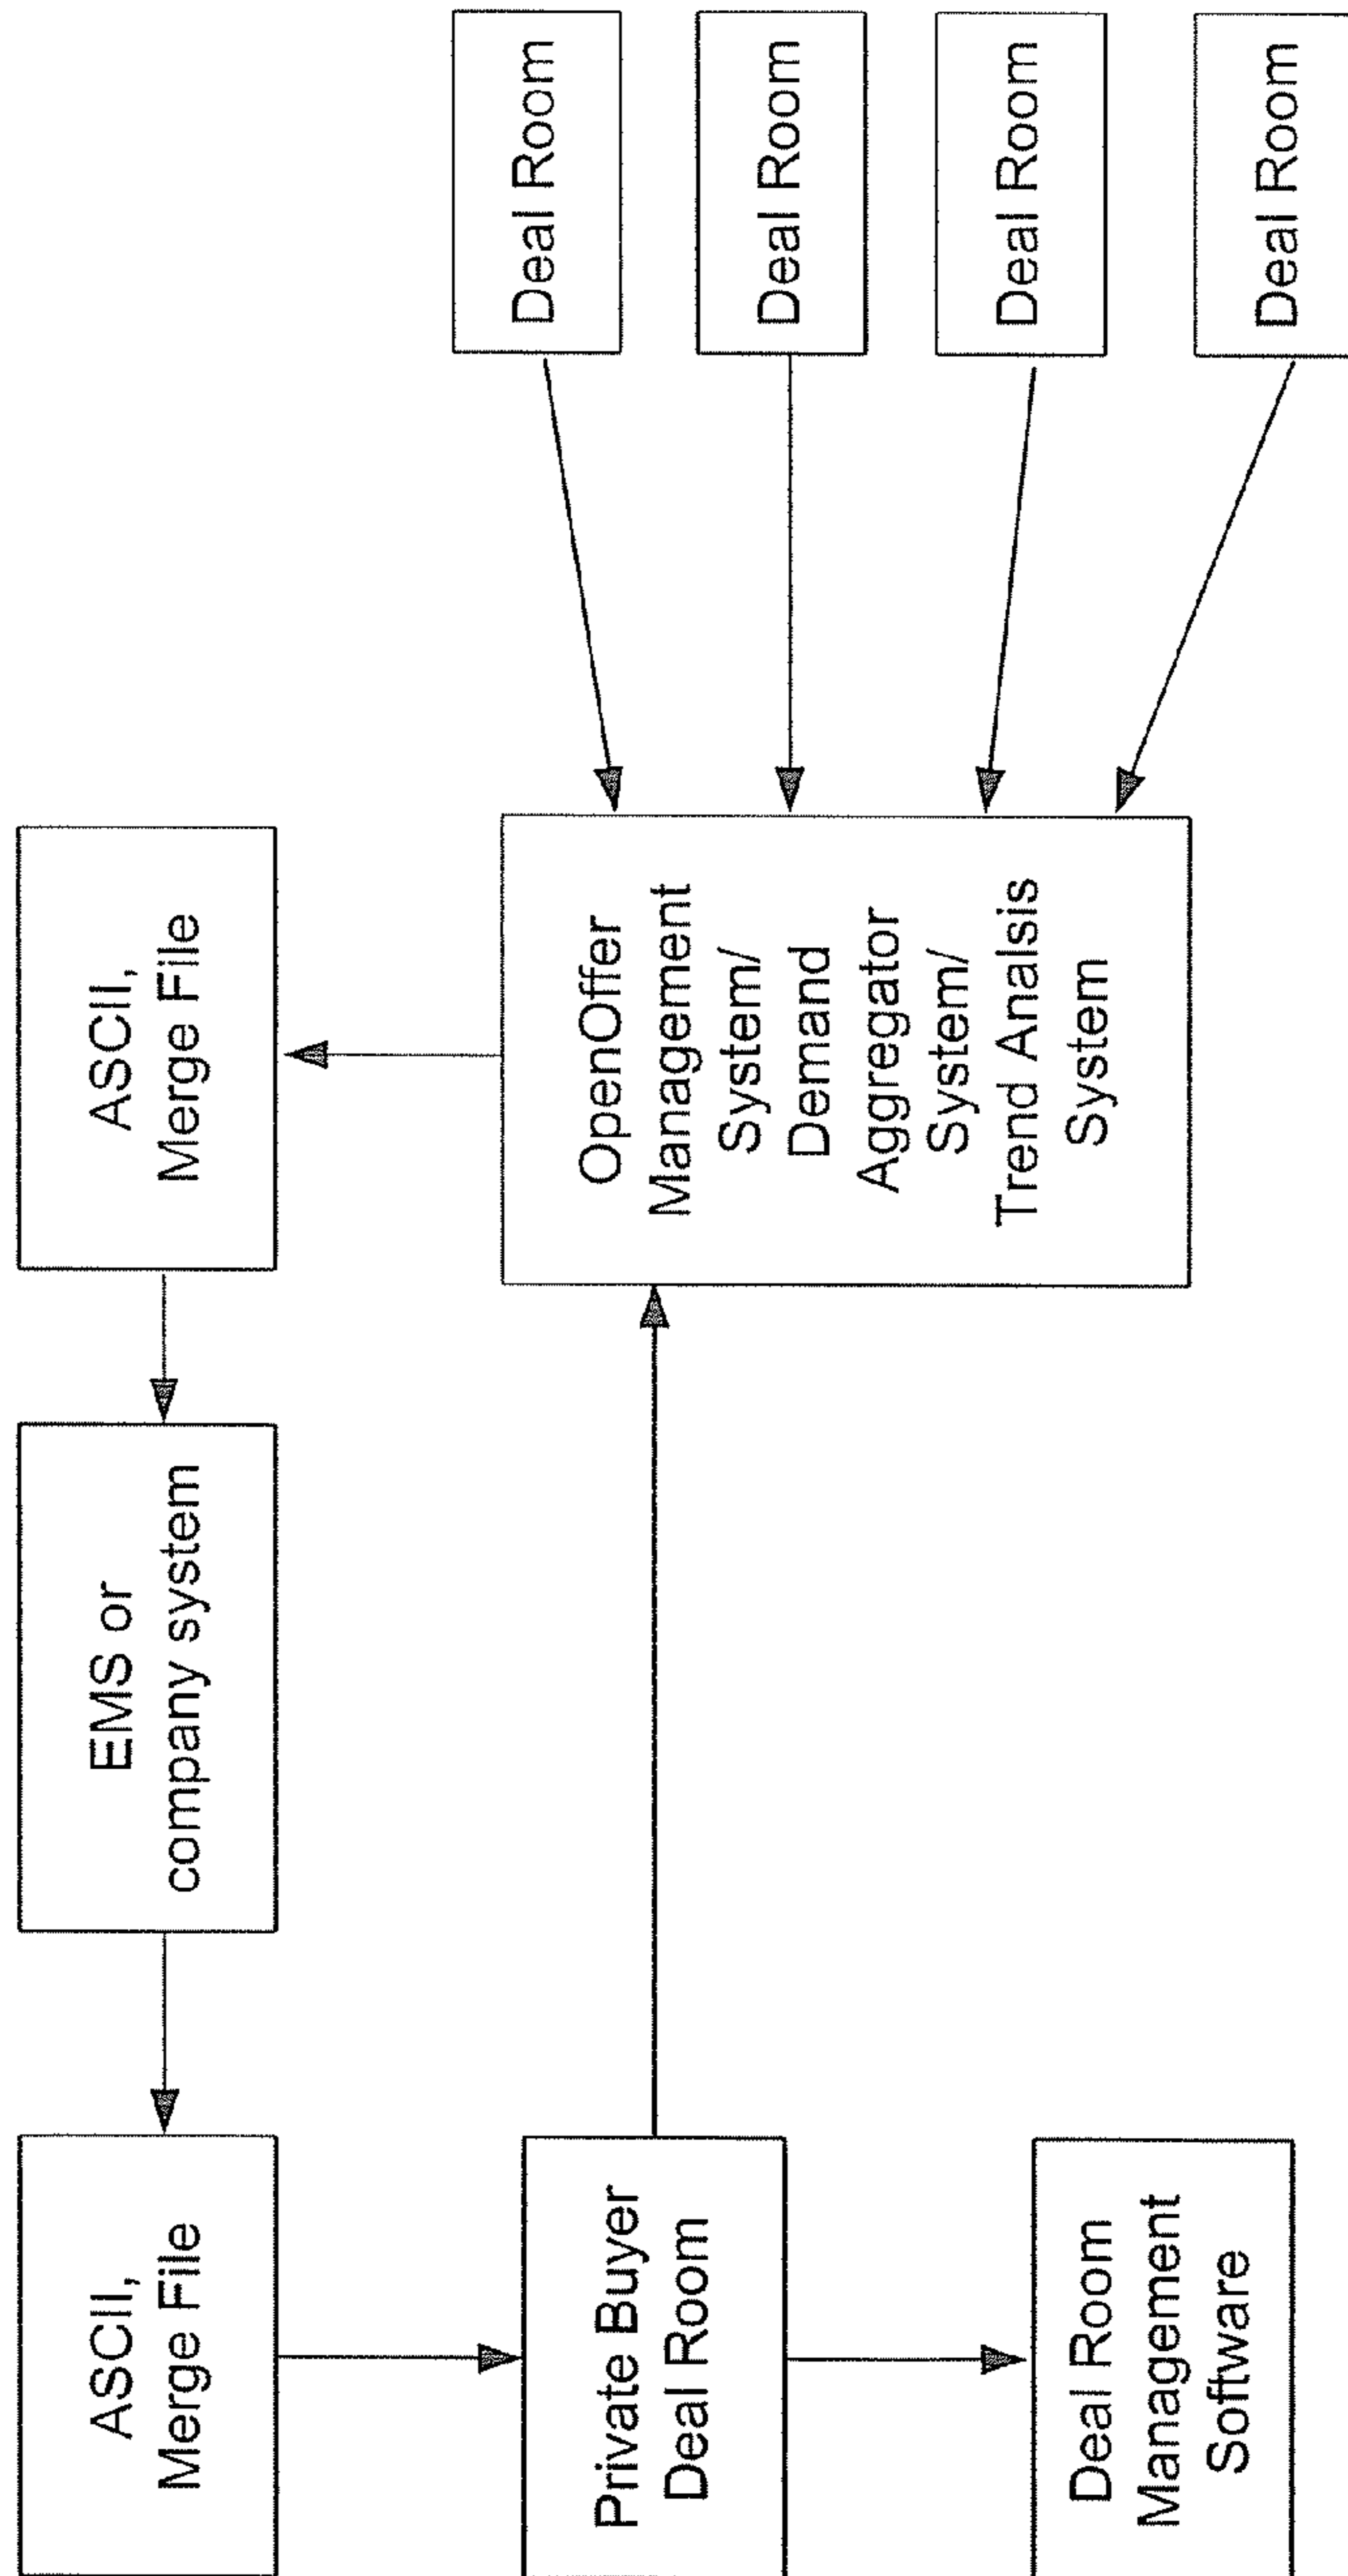 ASCII,
Merge File
EMS or
company system
ASCII,
Merge File
Private Buyer
Deal Room
Deal Room
Management
Software
OpenOffer
Management
System/
Demand
Aggregator
System/
Trend Analsis
System
Deal Room
Deal Room
Deal Room
Deal Room